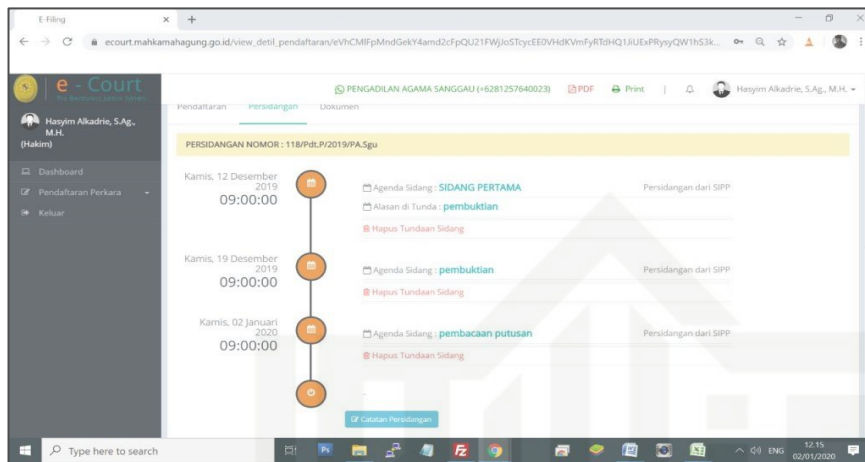 E-Filing
ecourt.mahkamahagung.go.id/view_detil_pendaftaran/
e - Court
PENGADILAN AGAMA SANGGAU (+6281257640023) PDF Print Hasyim Alkadrie, S.Ag., M.H.
Hasyim Alkadrie, S.Ag.,
M.H.
(Hakim)
Dashboard
Pendaftaran Perkara
Keluar
Pendaftaran Persidangan Dokumen
PERSIDANGAN NOMOR : 118/Pdt.P/2019/PA.Sgu
Kamis, 12 Desember
2019
09:00:00
Agenda Sidang : SIDANG PERTAMA Persidangan dari SIPP
Alasan di Tunda : pembuktian
Hapus Tundaan Sidang
Kamis, 19 Desember
2019
09:00:00
Agenda Sidang : pembuktian Persidangan dari SIPP
Hapus Tundaan Sidang
Kamis, 02 Januari
2020
09:00:00
Agenda Sidang : pembacaan putusan Persidangan dari SIPP
Hapus Tundaan Sidang
Catatan Persidangan
Type here to search
Ps
ENG
12.15
02/01/2020